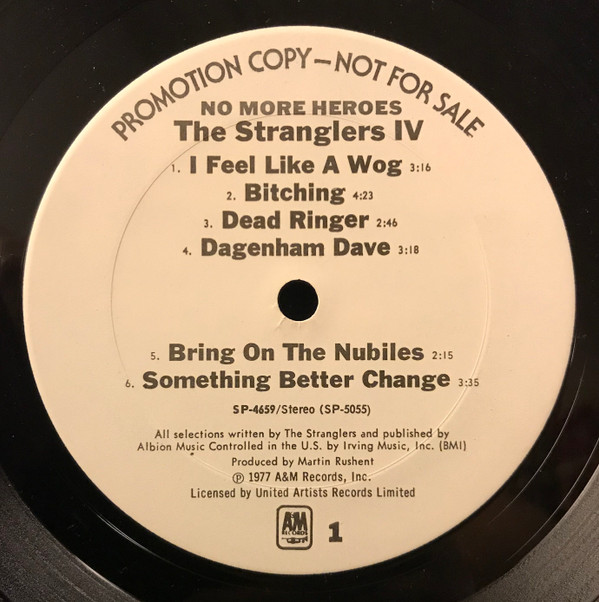 PROMOTION COPY—NOT FOR SALE
NO MORE HEROES
The Stranglers IV
1. I Feel Like A Wog 3:16
2. Bitching 4:23
3. Dead Ringer 2:46
4. Dagenham Dave 3:18
5. Bring On The Nubiles 2:15
6. Something Better Change 3:35
SP-4659/Stereo (SP-5055)
All selections written by The Stranglers and published by
Albion Music Controlled in the U.S. by Irving Music, Inc. (BMI)
Produced by Martin Rushent
℗ 1977 A&M Records, Inc.
Licensed by United Artists Records Limited
A&M
RECORDS
1